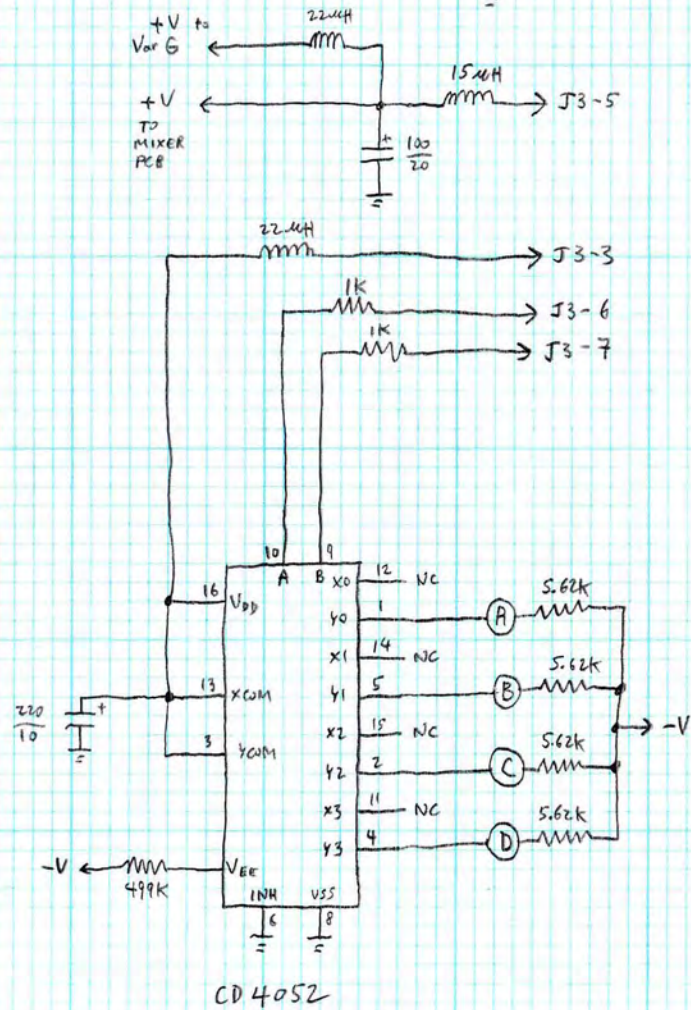 +V to
Var G
22µH
15µH
+V
TO
MIXER
PCB
J3-5
+
100
20
22µH
J3-3
1K
J3-6
1K
J3-7
10
9
A
B
X0
12
NC
5.62K
16
VDD
Y0
1
A
X1
14
NC
5.62K
13
XCOM
Y1
5
B
220
10
+
X2
15
NC
5.62K
-V
3
YCOM
Y2
2
C
X3
11
NC
5.62K
Y3
4
D
-V
499K
VEE
INH
VSS
6
8
CD4052